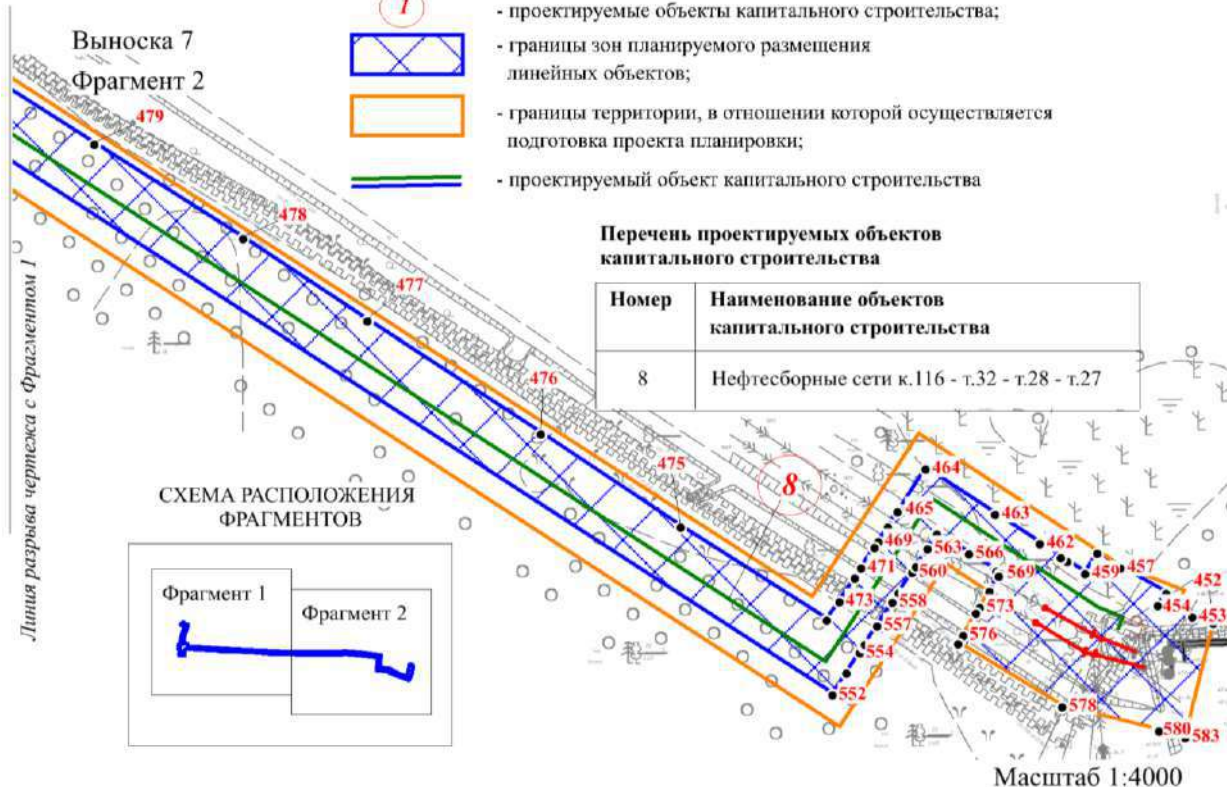 1
- проектируемые объекты капитального строительства;
Выноска 7
Фрагмент 2
- границы зон планируемого размещения
линейных объектов;
- границы территории, в отношении которой осуществляется
подготовка проекта планировки;
- проектируемый объект капитального строительства
Перечень проектируемых объектов
капитального строительства
Номер
Наименование объектов
капитального строительства
8
Нефтесборные сети к.116 - т.32 - т.28 - т.27
Линия разрыва чертежа с Фрагментом 1
479
478
477
476
475
8
464
465
463
469
563
566
462
471
560
569
459
457
452
473
558
573
454
453
557
576
554
552
578
580
583
СХЕМА РАСПОЛОЖЕНИЯ
ФРАГМЕНТОВ
Фрагмент 1
Фрагмент 2
Масштаб 1:4000